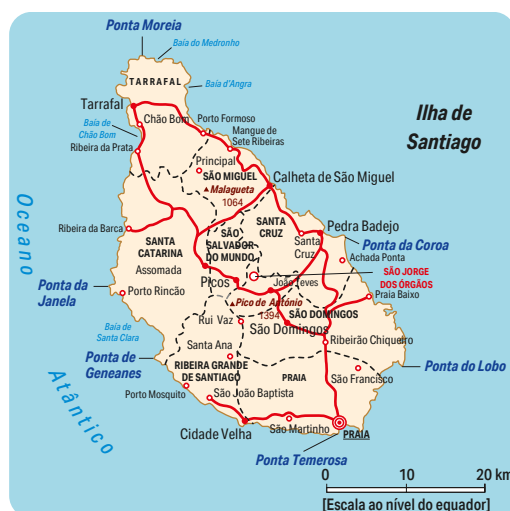 Ponta Moreia
Baía do Medronho
TARRAFAL
Baía d'Angra
Tarrafal
Chão Bom
Porto Formoso
Baía de
Chão Bom
Mangue de
Sete Ribeiras
Ribeira da Prata
Ilha de
Santiago
Principal
SÃO MIGUEL
Calheta de São Miguel
Malagueta
1064
Oceano
Atlântico
Ribeira da Barca
SANTA
CATARINA
SÃO
SALVADOR
DO MUNDO
SANTA
CRUZ
Pedra Badejo
Santa
Cruz
Ponta da Coroa
Achada Ponta
Assomada
SÃO JORGE
DOS ÓRGÃOS
Ponta da
Janela
Picos
João Teves
Porto Rincão
Praia Baixo
Pico de António
1394
SÃO DOMINGOS
Rui Vaz
São Domingos
Baía de
Santa Clara
Ribeirão Chiqueiro
Santa Ana
Ponta de
Geneanes
Ponta do Lobo
RIBEIRA GRANDE
DE SANTIAGO
PRAIA
São Francisco
Porto Mosquito
São João Baptista
São Martinho
Cidade Velha
PRAIA
Ponta Temerosa
0 10 20 km
[Escala ao nível do equador]